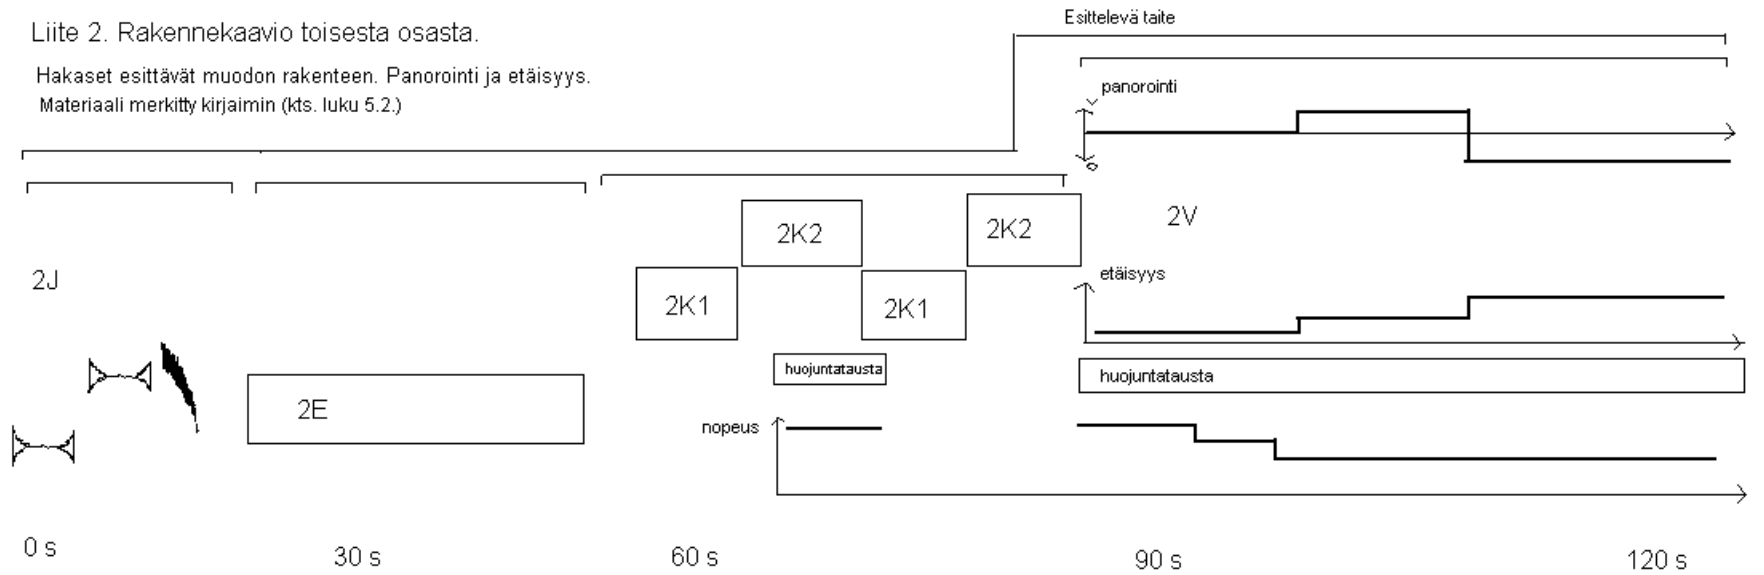 Liite 2. Rakennekaavio toisesta osasta.
Hakaset esittävät muodon rakenteen. Panorointi ja etäisyys.
Materiaali merkitty kirjaimin (kts. luku 5.2.)
Esittelevä taite
v panorointi
o
2J
2E
2K1
2K2
2K1
2K2
2V
etäisyys
huojuntatausta
huojuntatausta
nopeus
0 s
30 s
60 s
90 s
120 s